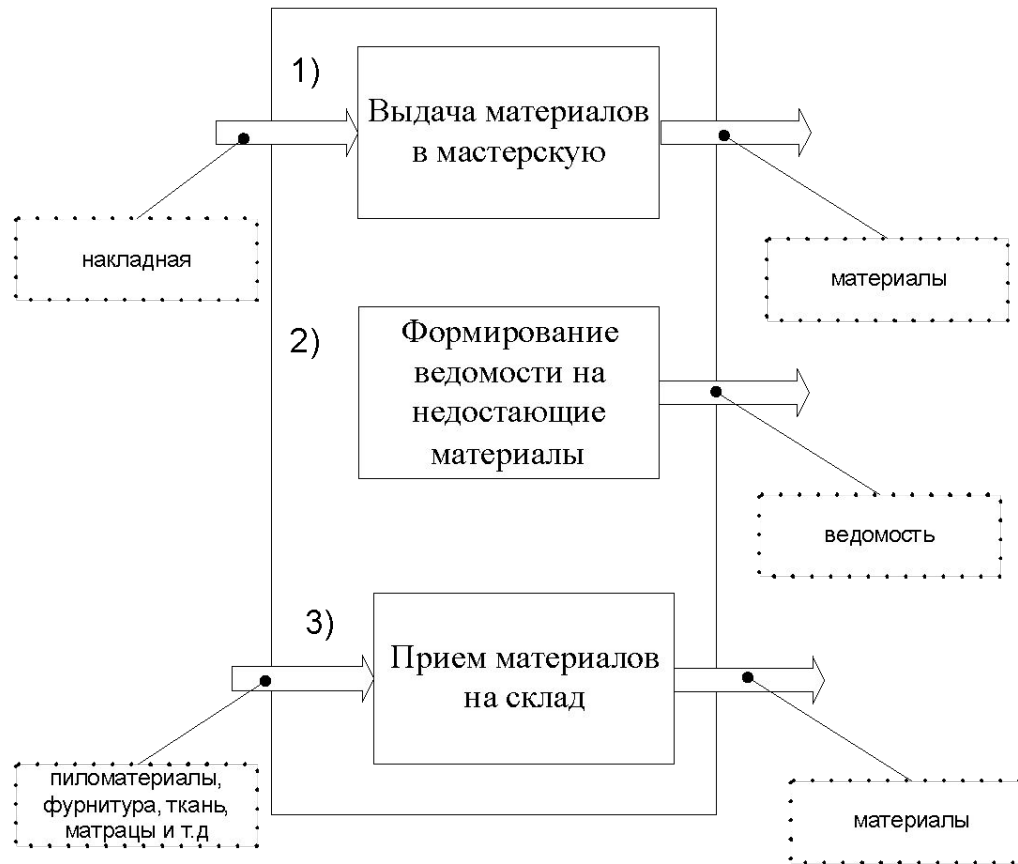 1)
Выдача материалов
в мастерскую
накладная
материалы
2)
Формирование
ведомости на
недостающие
материалы
ведомость
3)
Прием материалов
на склад
пиломатериалы,
фурнитура, ткань,
матрацы и т.д
материалы